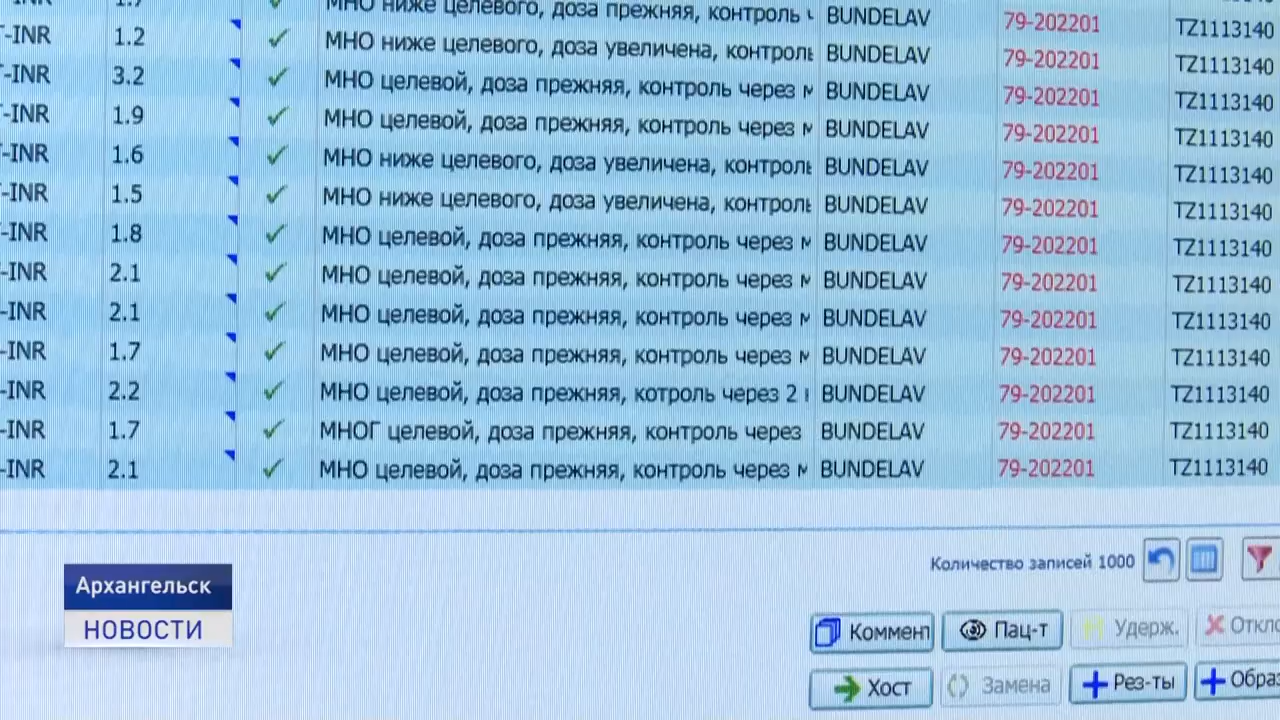 -INR 1.7 МНО ниже целевого, доза прежняя, контроль BUNDELAV 79-202201 TZ1113140
T-INR 1.2 МНО ниже целевого, доза увеличена, контроль BUNDELAV 79-202201 TZ1113140
T-INR 3.2 МНО целевой, доза прежняя, контроль через BUNDELAV 79-202201 TZ1113140
-INR 1.9 МНО целевой, доза прежняя, контроль через BUNDELAV 79-202201 TZ1113140
-INR 1.6 МНО ниже целевого, доза увеличена, контроль BUNDELAV 79-202201 TZ1113140
-INR 1.5 МНО ниже целевого, доза увеличена, контроль BUNDELAV 79-202201 TZ1113140
-INR 1.8 МНО целевой, доза прежняя, контроль через BUNDELAV 79-202201 TZ1113140
-INR 2.1 МНО целевой, доза прежняя, контроль через BUNDELAV 79-202201 TZ1113140
-INR 2.1 МНО целевой, доза прежняя, контроль через BUNDELAV 79-202201 TZ1113140
-INR 1.7 МНО целевой, доза прежняя, контроль через BUNDELAV 79-202201 TZ1113140
-INR 2.2 МНО целевой, доза прежняя, котроль через 2 BUNDELAV 79-202201 TZ1113140
-INR 1.7 МНОГ целевой, доза прежняя, контроль через BUNDELAV 79-202201 TZ1113140
-INR 2.1 МНО целевой, доза прежняя, контроль через BUNDELAV 79-202201 TZ1113140
Количество записей 1000
Архангельск
НОВОСТИ
Коммент Пац-т Удерж. Откло
Хост Замена Рез-ты Образ